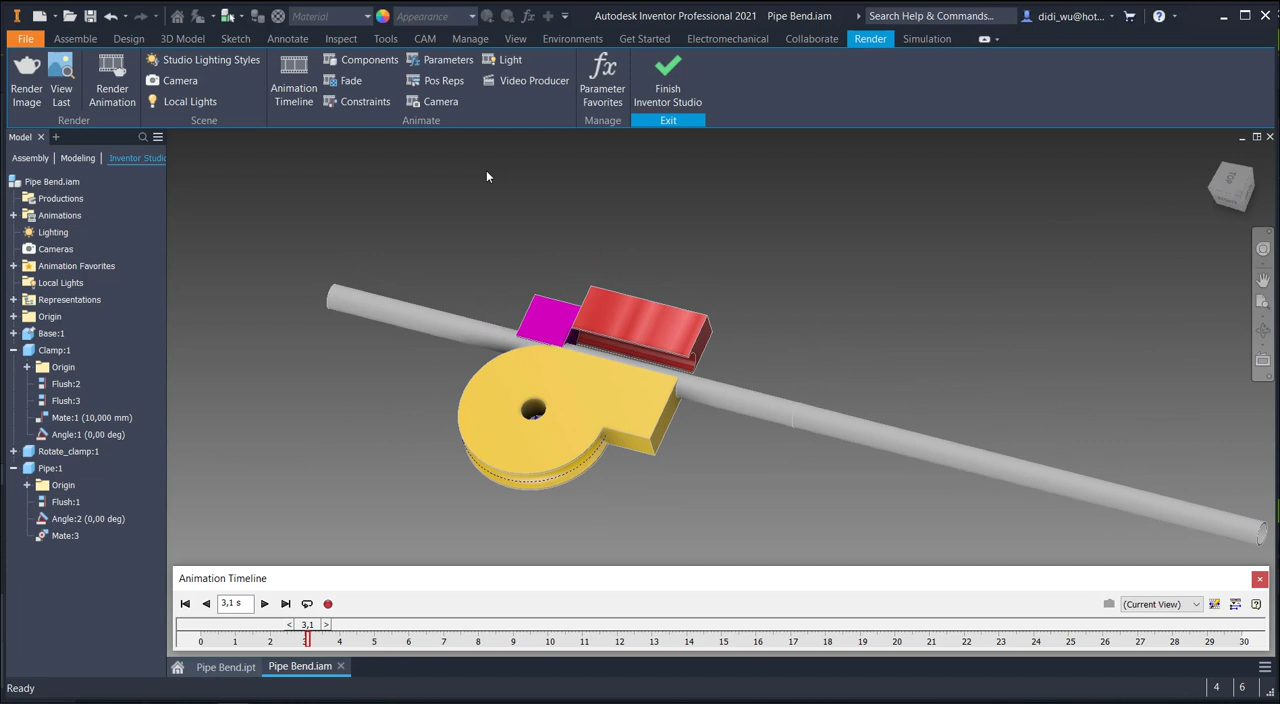 Material
Appearance
Autodesk Inventor Professional 2021 Pipe Bend.iam
Search Help & Commands...
didi_wu@hot...
File Assembly Design 3D Model Sketch Annotate Inspect Tools CAM Manage View Environments Get Started Electromechanical Collaborate Render Simulation
Render Image
View Last
Render Animation
Studio Lighting Styles
Camera
Local Lights
Animation Timeline
Components
Fade
Constraints
Parameters
Pos Reps
Camera
Light
Video Producer
Parameter Favorites
Finish Inventor Studio
Render
Scene
Animate
Manage
Exit
Model
Assembly Modeling Inventor Studio
Pipe Bend.iam
Productions
Animations
Lighting
Cameras
Animation Favorites
Local Lights
Representations
Origin
Base:1
Clamp:1
Origin
Flush:2
Flush:3
Mate:1 (10,000 mm)
Angle:1 (0,00 deg)
Rotate_clamp:1
Pipe:1
Origin
Flush:1
Angle:2 (0,00 deg)
Mate:3
TOP
Animation Timeline
3,1 s
(Current View)
< 3,1 >
0 1 2 3 4 5 6 7 8 9 10 11 12 13 14 15 16 17 18 19 20 21 22 23 24 25 26 27 28 29 30
Pipe Bend.ipt
Pipe Bend.iam
Ready
4 6